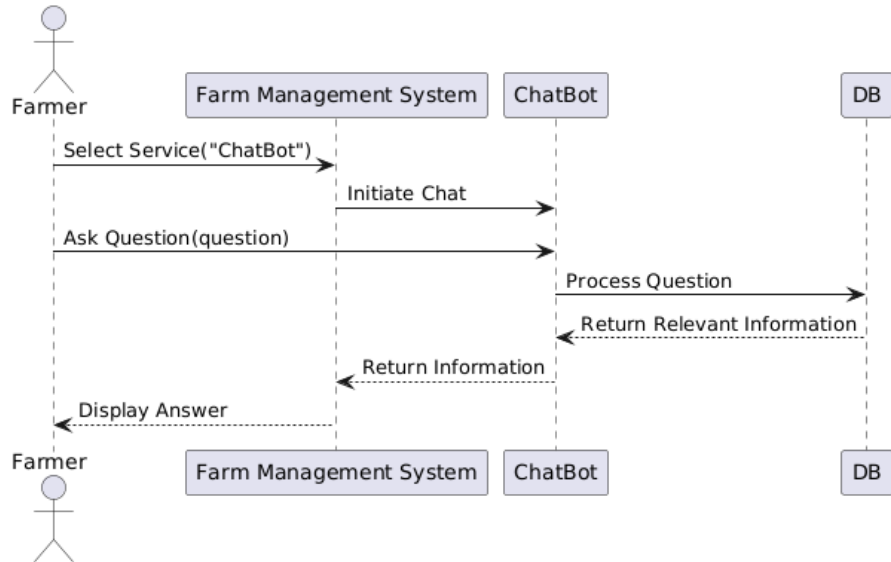 Farmer
Farm Management System
ChatBot
DB
Select Service("ChatBot")
Initiate Chat
Ask Question(question)
Process Question
Return Relevant Information
Return Information
Display Answer
Farmer
Farm Management System
ChatBot
DB